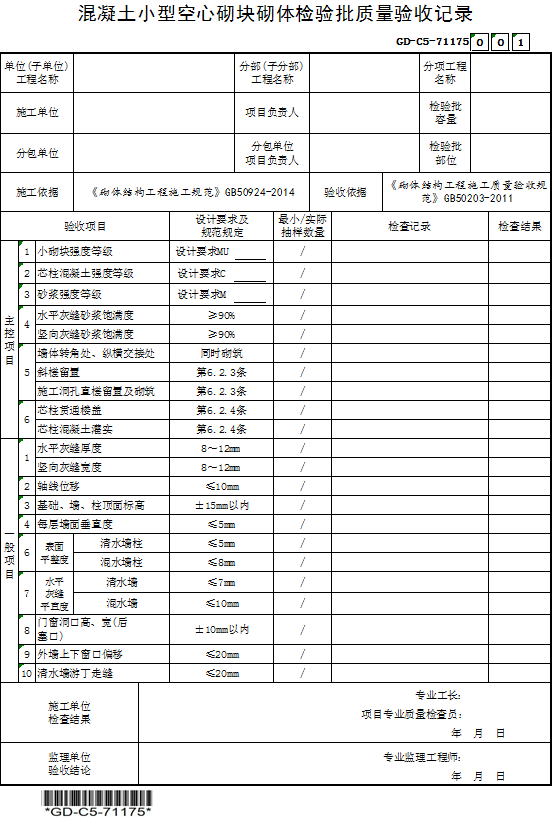 混凝土小型空心砌块砌体检验批质量验收记录
GD-C5-71175 0 0 1
单位(子单位)
工程名称
分部(子分部)
工程名称
分项工程
名称
施工单位
项目负责人
检验批
容量
分包单位
分包单位
项目负责人
检验批
部位
施工依据
《砌体结构工程施工规范》GB50924-2014
验收依据
《砌体结构工程施工质量验收规
范》GB50203-2011
验收项目
设计要求及
规范规定
最小/实际
抽样数量
检查记录
检查结果
主控项目
1 小砌块强度等级 设计要求MU /
2 芯柱混凝土强度等级 设计要求C /
3 砂浆强度等级 设计要求M /
4 水平灰缝砂浆饱满度 ≥90% /
竖向灰缝砂浆饱满度 ≥90% /
5 墙体转角处、纵横交接处 同时砌筑 /
斜槎留置 第6.2.3条 /
施工洞孔直槎留置及砌筑 第6.2.3条 /
6 芯柱贯通楼盖 第6.2.4条 /
芯柱混凝土灌实 第6.2.4条 /
一般项目
1 水平灰缝厚度 8～12mm /
竖向灰缝宽度 8～12mm /
2 轴线位移 ≤10mm /
3 基础、墙、柱顶面标高 ±15mm以内 /
4 每层墙面垂直度 ≤5mm /
6 表面
平整度
清水墙柱 ≤5mm /
混水墙柱 ≤8mm /
7 水平
灰缝
平直度
清水墙 ≤7mm /
混水墙 ≤10mm /
8 门窗洞口高、宽(后
塞口)
±10mm以内 /
9 外墙上下窗口偏移 ≤20mm /
10 清水墙游丁走缝 ≤20mm /
施工单位
检查结果
专业工长:
项目专业质量检查员:
年 月 日
监理单位
验收结论
专业监理工程师:
年 月 日
*GD-C5-71175*